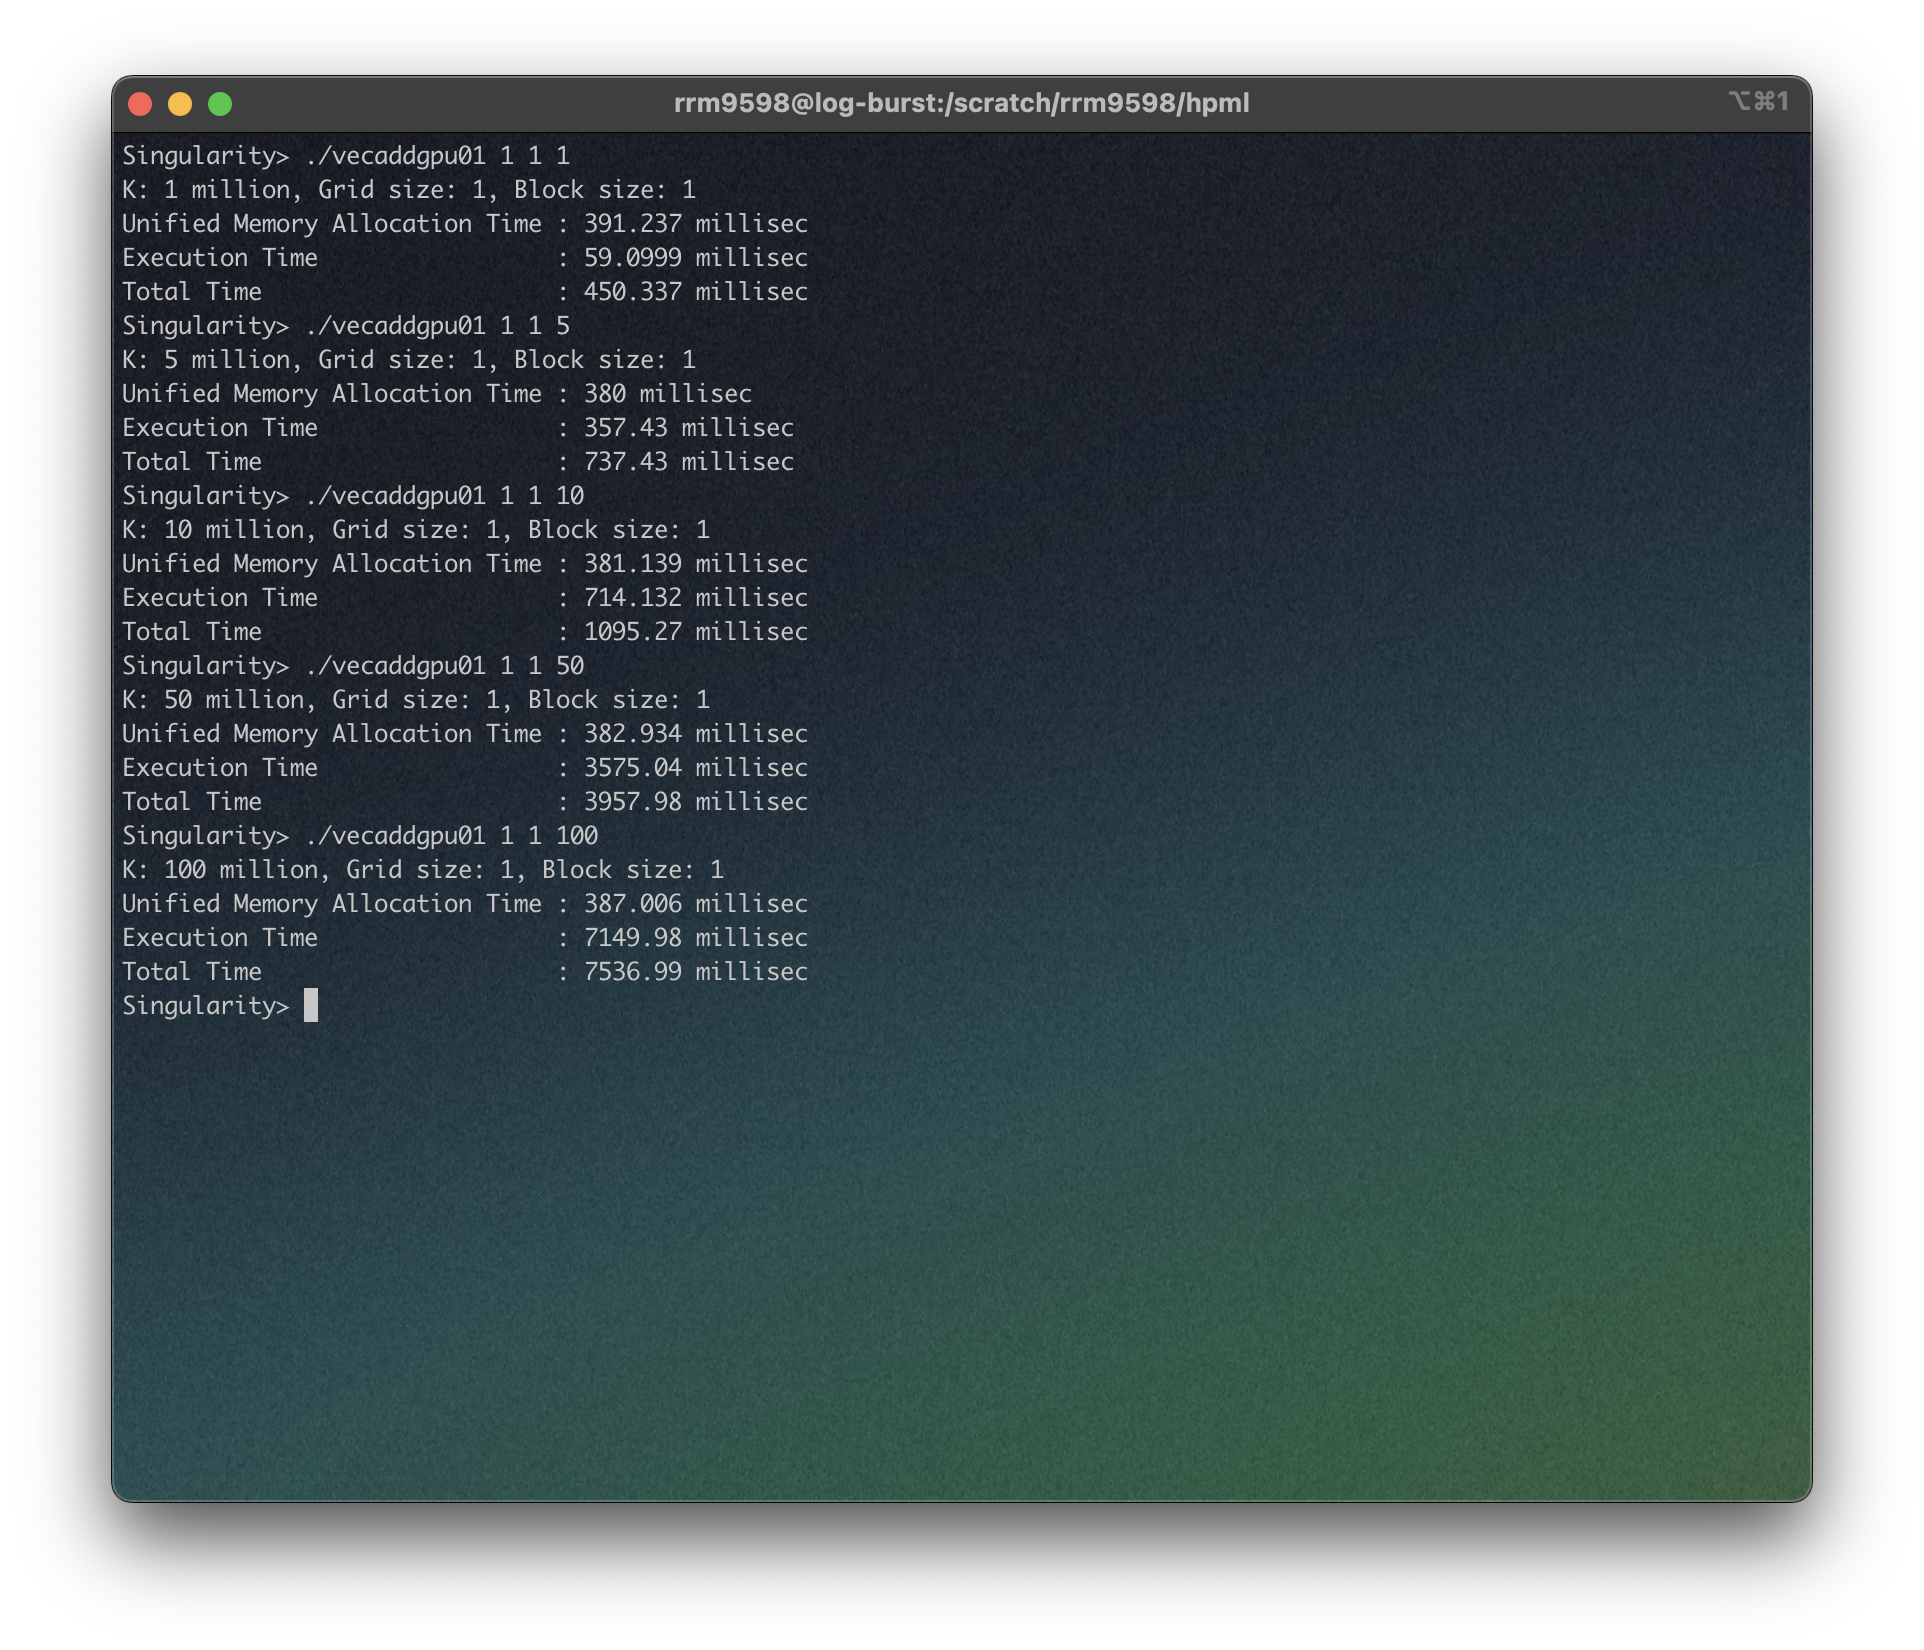 rrm9598@log-burst:/scratch/rrm9598/hpml
⌥⌘1
Singularity> ./vecaddgpu01 1 1 1
K: 1 million, Grid size: 1, Block size: 1
Unified Memory Allocation Time : 391.237 millisec
Execution Time                 : 59.0999 millisec
Total Time                     : 450.337 millisec
Singularity> ./vecaddgpu01 1 1 5
K: 5 million, Grid size: 1, Block size: 1
Unified Memory Allocation Time : 380 millisec
Execution Time                 : 357.43 millisec
Total Time                     : 737.43 millisec
Singularity> ./vecaddgpu01 1 1 10
K: 10 million, Grid size: 1, Block size: 1
Unified Memory Allocation Time : 381.139 millisec
Execution Time                 : 714.132 millisec
Total Time                     : 1095.27 millisec
Singularity> ./vecaddgpu01 1 1 50
K: 50 million, Grid size: 1, Block size: 1
Unified Memory Allocation Time : 382.934 millisec
Execution Time                 : 3575.04 millisec
Total Time                     : 3957.98 millisec
Singularity> ./vecaddgpu01 1 1 100
K: 100 million, Grid size: 1, Block size: 1
Unified Memory Allocation Time : 387.006 millisec
Execution Time                 : 7149.98 millisec
Total Time                     : 7536.99 millisec
Singularity>